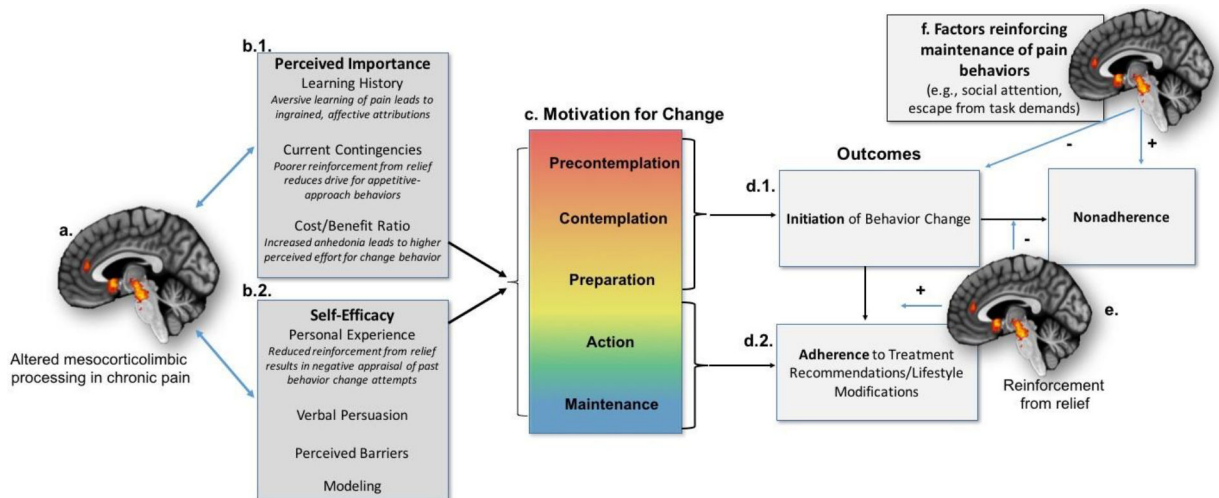 a.
Altered mesocorticolimbic
processing in chronic pain
b.1.
Perceived Importance
Learning History
Aversive learning of pain leads to
ingrained, affective attributions
Current Contingencies
Poorer reinforcement from relief
reduces drive for appetitive-
approach behaviors
Cost/Benefit Ratio
Increased anhedonia leads to higher
perceived effort for change behavior
b.2.
Self-Efficacy
Personal Experience
Reduced reinforcement from relief
results in negative appraisal of past
behavior change attempts
Verbal Persuasion
Perceived Barriers
Modeling
c. Motivation for Change
Precontemplation
Contemplation
Preparation
Action
Maintenance
Outcomes
d.1.
Initiation of Behavior Change
d.2.
Adherence to Treatment
Recommendations/Lifestyle
Modifications
Nonadherence
-
+
e.
Reinforcement
from relief
f. Factors reinforcing
maintenance of pain
behaviors
(e.g., social attention,
escape from task demands)
-
+